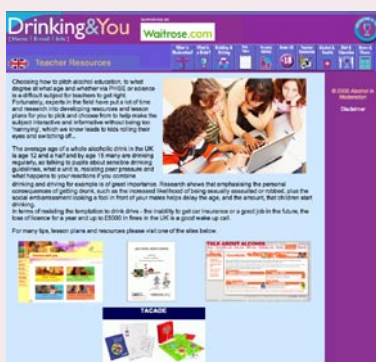 Drinking&You
Waitrose.com
Teacher Resources
Choosing how to pitch alcohol education, to what
degree at what age and whether via PHSE or science
is a difficult subject for teachers to get right.
Fortunately, experts in the field have put a lot of time
and research into developing resources and lesson
plans for you to pick and choose from to help make the
subject interactive and informative without being too
'nannying', which we know leads to kids rolling their
eyes and switching off...
The average age of a whole alcoholic drink in the UK
is age 12 and a half and by age 15 many are drinking
regularly, so talking to pupils about sensible drinking
guidelines, what a unit is, resisting peer pressure and
what happens to your reactions if you combine
drinking and driving for example is of great importance. Research shows that emphasising the personal
consequences of getting drunk, such as the increased likelihood of being sexually assaulted or robbed, plus the
social embarrassment looking a fool in front of your mates helps delay the age, and the amount, that children start
drinking.
In terms of resisting the temptation to drink drive - the inability to get car insurance or a good job in the future, the
loss of licence for a year and up to £5000 in fines in the UK is a good wake up call.
For many tips, lesson plans and resources please visit one of the sites below.
© 2006 Alcohol in
Moderation
Disclaimer
TALK ABOUT ALCOHOL
TACADE